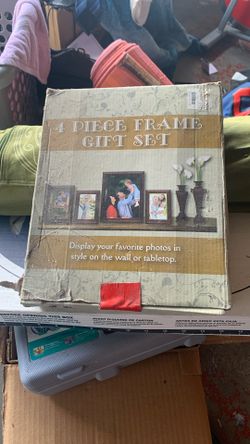 4 PIECE FRAME
GIFT SET
Display your favorite photos in
style on the wall or tabletop.